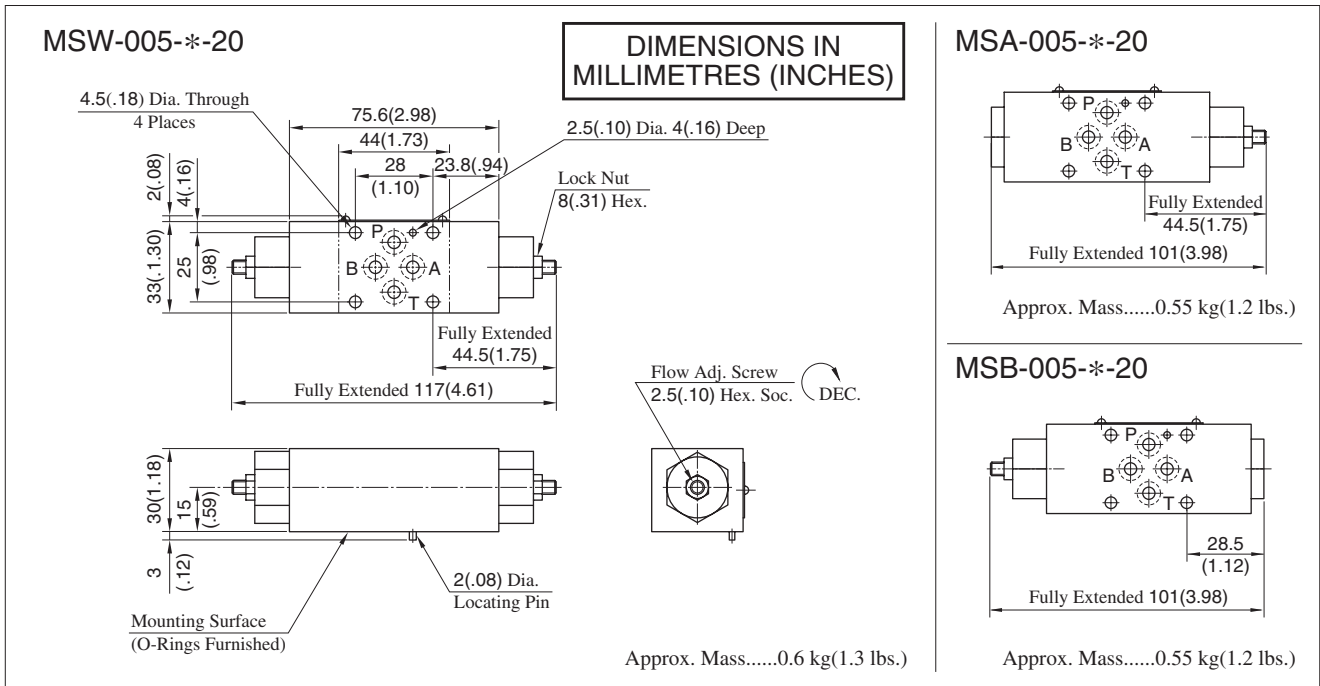 MSW-005-*-20
DIMENSIONS IN
MILLIMETRES (INCHES)
4.5(.18) Dia. Through
4 Places
75.6(2.98)
44(1.73)
28
(1.10)
23.8(.94)
2.5(.10) Dia. 4(.16) Deep
Lock Nut
8(.31) Hex.
2(.08)
4(.16)
33(.1.30)
25
(.98)
P
B
A
T
Fully Extended
44.5(1.75)
Fully Extended 117(4.61)
Flow Adj. Screw
2.5(.10) Hex. Soc.
DEC.
30(1.18)
15
(.59)
3
(.12)
2(.08) Dia.
Locating Pin
Mounting Surface
(O-Rings Furnished)
Approx. Mass......0.6 kg(1.3 lbs.)
MSA-005-*-20
P
B
A
T
Fully Extended
44.5(1.75)
Fully Extended 101(3.98)
Approx. Mass......0.55 kg(1.2 lbs.)
MSB-005-*-20
P
B
A
T
28.5
(1.12)
Fully Extended 101(3.98)
Approx. Mass......0.55 kg(1.2 lbs.)